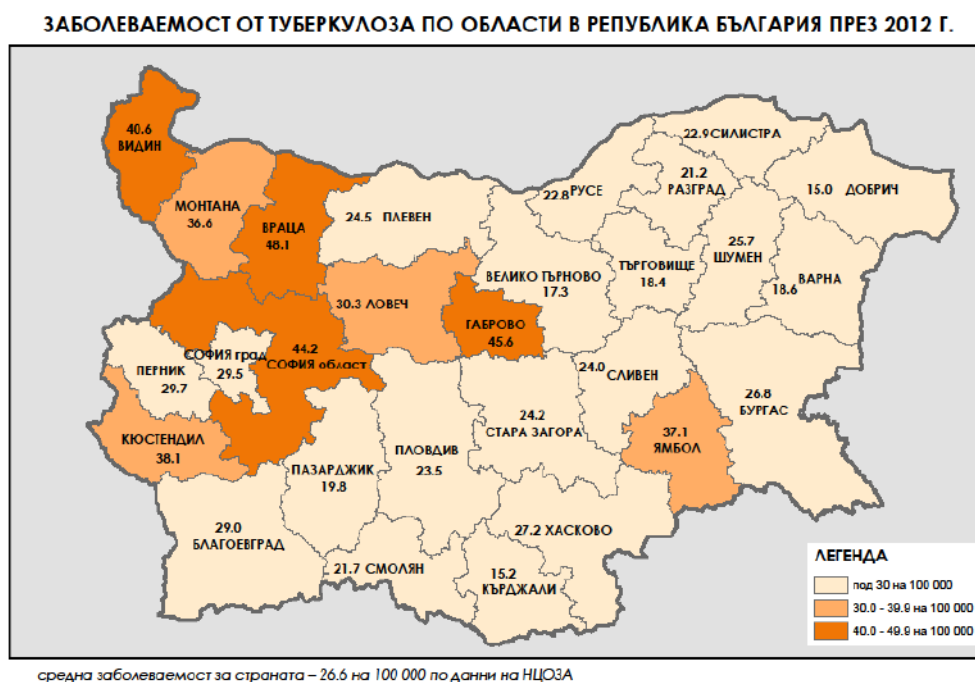 ЗАБОЛЕВАЕМОСТ ОТ ТУБЕРКУЛОЗА ПО ОБЛАСТИ В РЕПУБЛИКА БЪЛГАРИЯ ПРЕЗ 2012 Г.
40.6
ВИДИН
МОНТАНА
36.6
ВРАЦА
48.1
24.5 ПЛЕВЕН
22.8 РУСЕ
22.9 СИЛИСТРА
21.2
РАЗГРАД
15.0 ДОБРИЧ
25.7
ШУМЕН
ВАРНА
18.6
ТЪРГОВИЩЕ
18.4
ВЕЛИКО ТЪРНОВО
17.3
30.3 ЛОВЕЧ
ГАБРОВО
45.6
44.2
СОФИЯ област
СОФИЯ град
29.5
ПЕРНИК
29.7
КЮСТЕНДИЛ
38.1
24.0 СЛИВЕН
26.8
БУРГАС
37.1
ЯМБОЛ
24.2
СТАРА ЗАГОРА
ПЛОВДИВ
23.5
ПАЗАРДЖИК
19.8
29.0
БЛАГОЕВГРАД
21.7 СМОЛЯН
15.2
КЪРДЖАЛИ
27.2 ХАСКОВО
ЛЕГЕНДА
под 30 на 100 000
30.0 - 39.9 на 100 000
40.0 - 49.9 на 100 000
средна заболеваемост за страната – 26.6 на 100 000 по данни на НЦОЗА